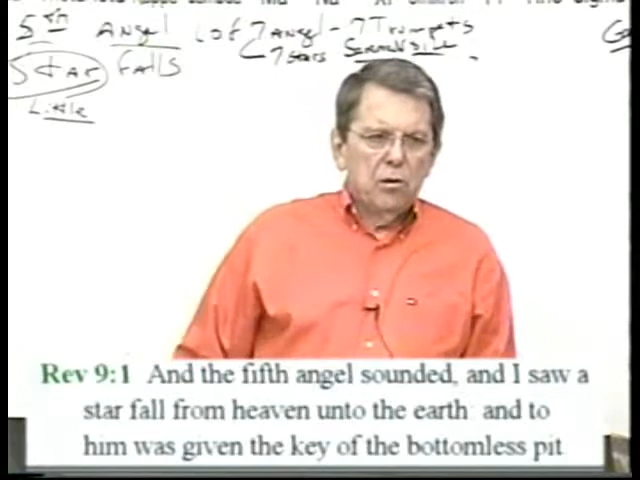 5th Angel 1 of 7 Angel - 7 Trumpets
7 stars
Star Falls
Little
Rev 9:1 And the fifth angel sounded, and I saw a
star fall from heaven unto the earth and to
him was given the key of the bottomless pit